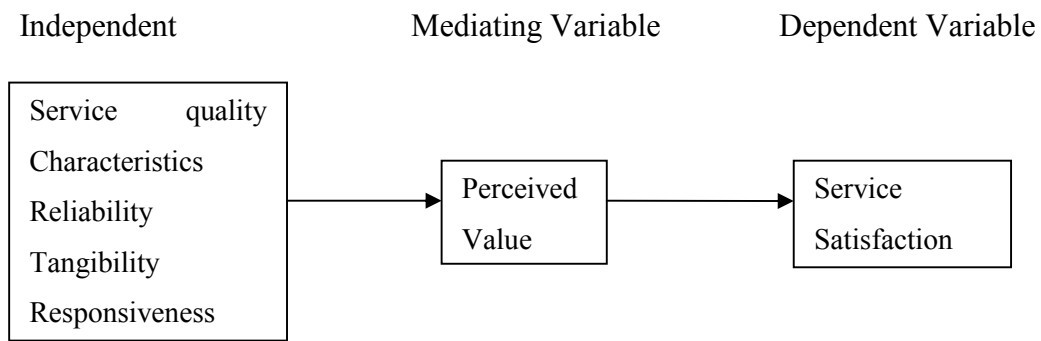 Independent
Mediating Variable
Dependent Variable
Service quality
Characteristics
Reliability
Tangibility
Responsiveness
Perceived
Value
Service
Satisfaction